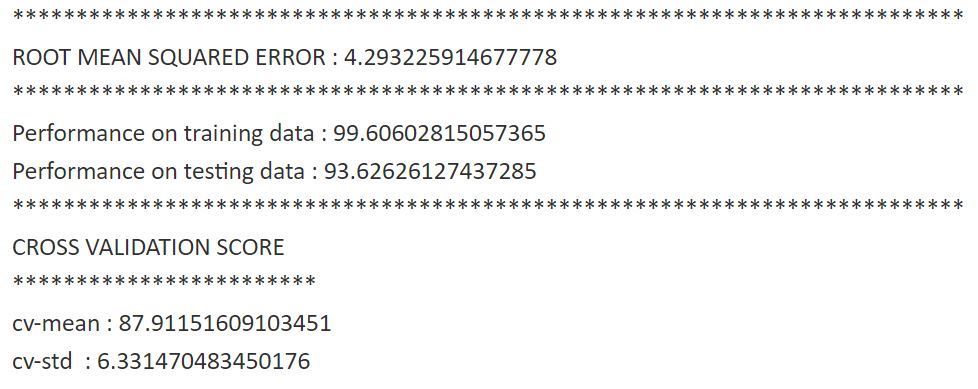 ***************************************************************************
ROOT MEAN SQUARED ERROR : 4.293225914677778
***************************************************************************
Performance on training data : 99.60602815057365
Performance on testing data : 93.62626127437285
***************************************************************************
CROSS VALIDATION SCORE
************************
cv-mean : 87.91151609103451
cv-std  : 6.331470483450176